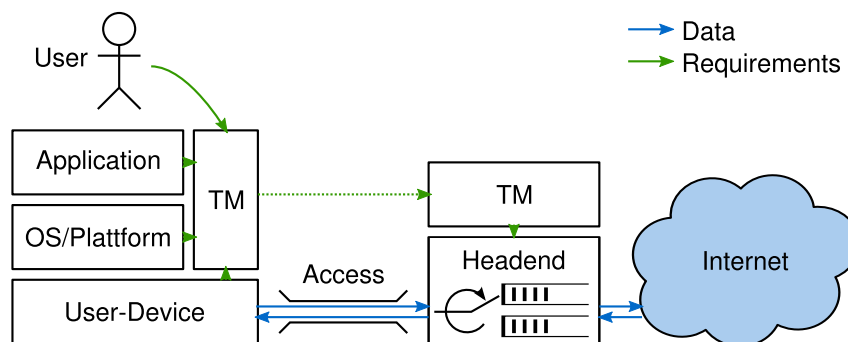 User
Data
Requirements
Application
TM
TM
OS/Plattform
Headend
Internet
Access
User-Device